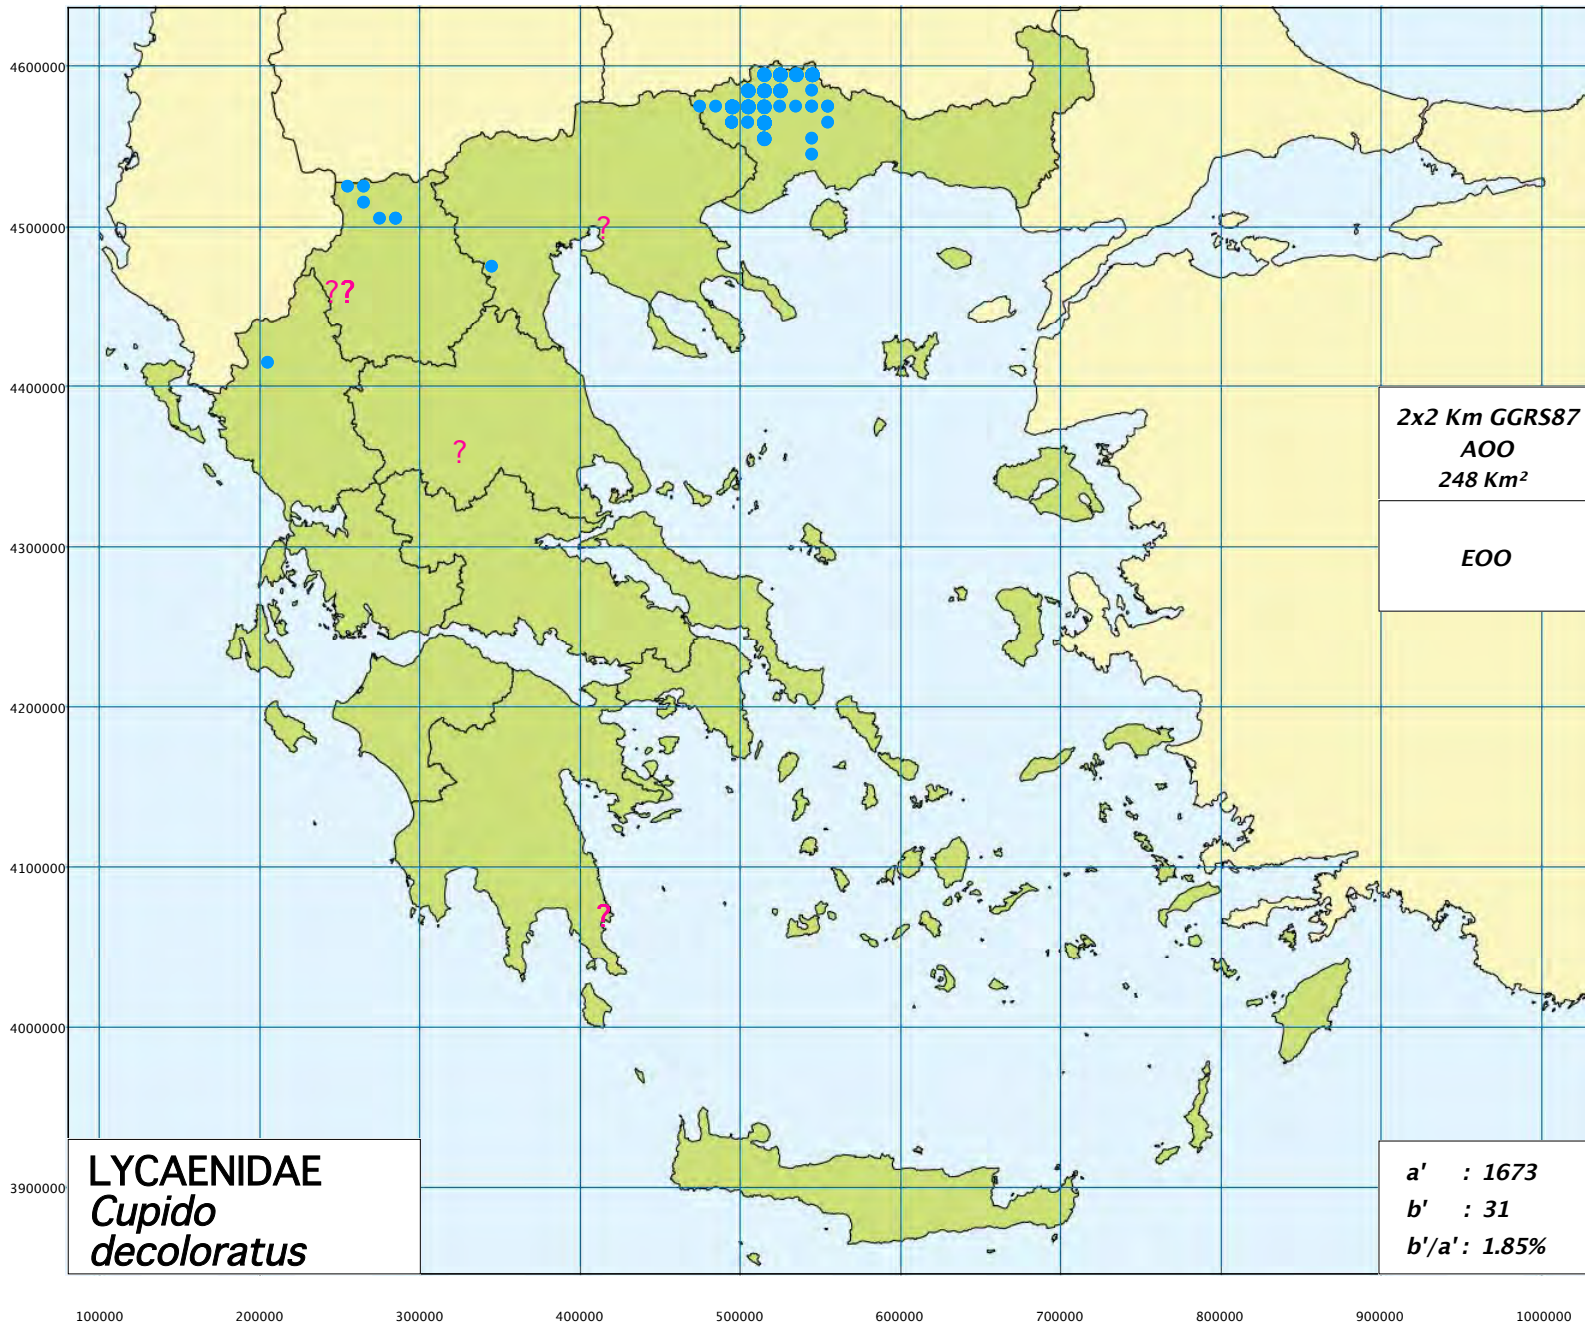 4600000
4500000
4400000
4300000
4200000
4100000
4000000
3900000
?
??
?
?
2x2 Km GGRS87
AOO
248 Km²
EOO
LYCAENIDAE
Cupido
decoloratus
a' : 1673
b' : 31
b'/a' : 1.85%
100000 200000 300000 400000 500000 600000 700000 800000 900000 1000000